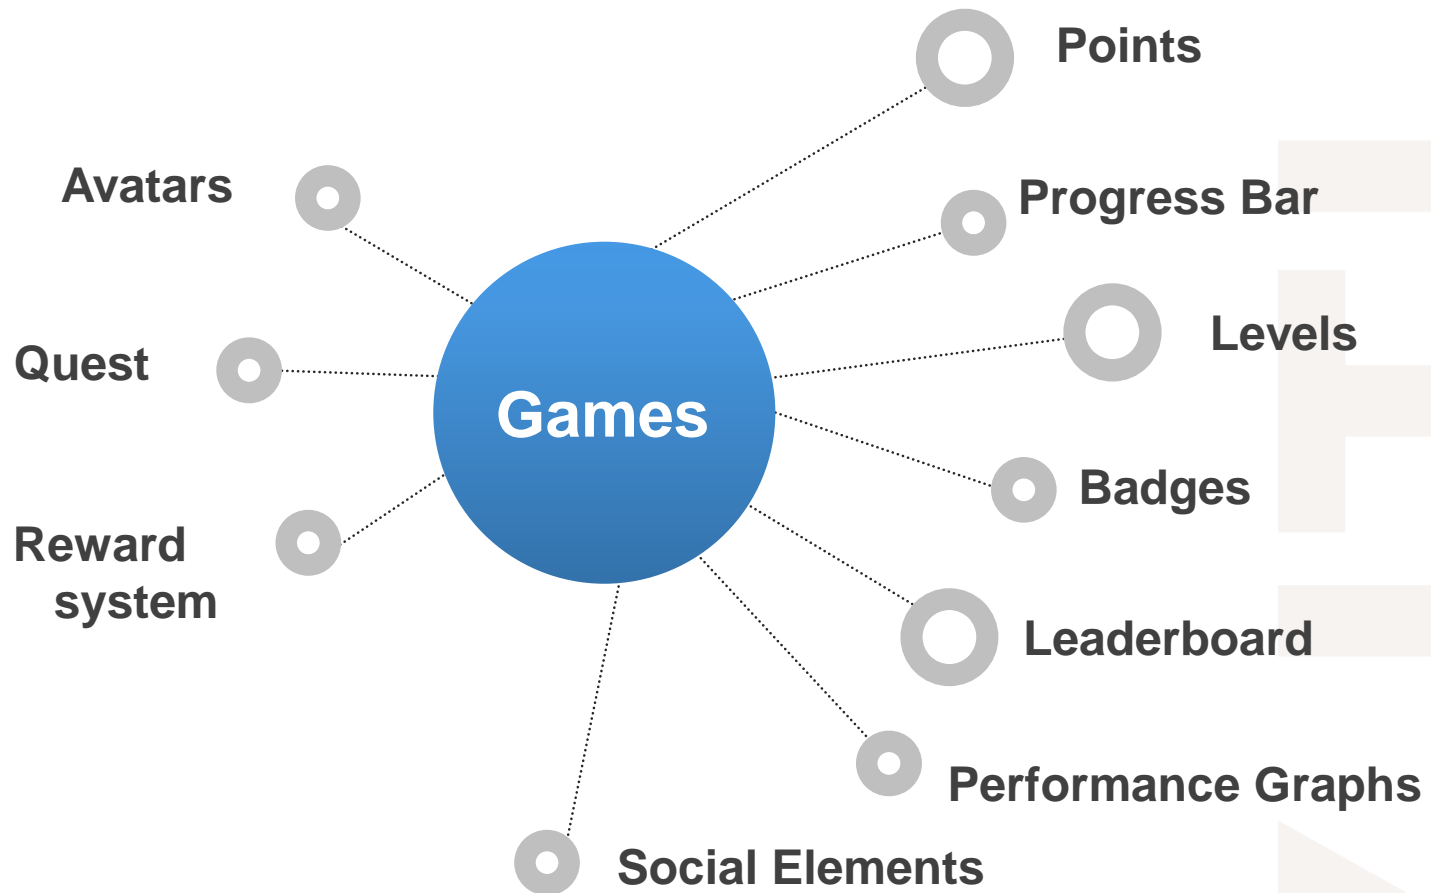 Points
Avatars
Progress Bar
Levels
Quest
Games
Badges
Reward
system
Leaderboard
Performance Graphs
Social Elements